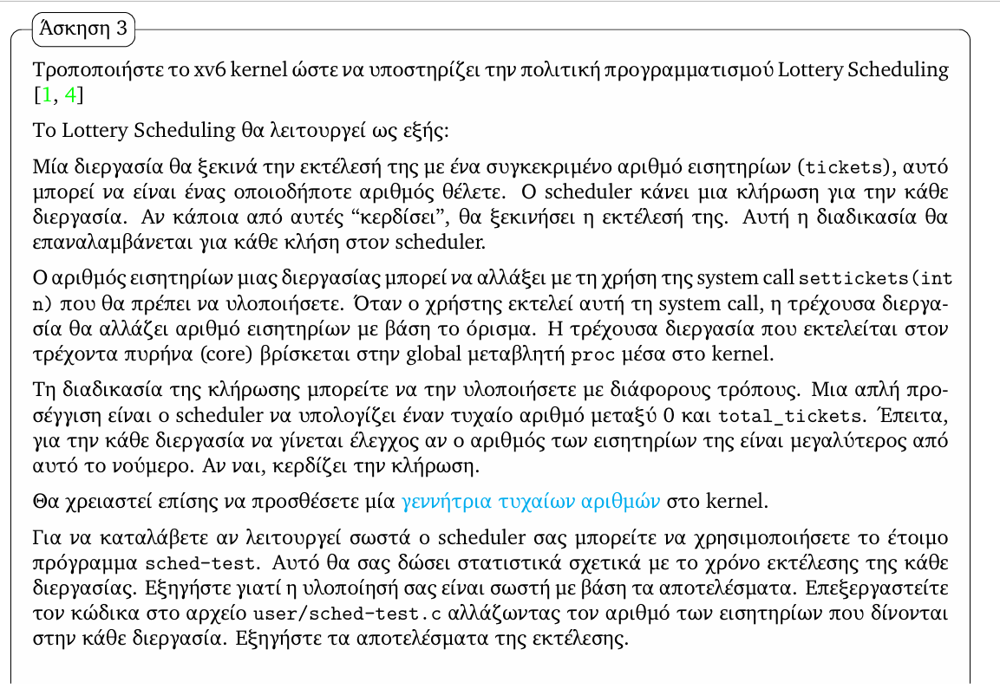 Άσκηση 3
Τροποποιήστε το xv6 kernel ώστε να υποστηρίζει την πολιτική προγραμματισμού Lottery Scheduling
[1, 4]
Το Lottery Scheduling θα λειτουργεί ως εξής:
Μία διεργασία θα ξεκινά την εκτέλεσή της με ένα συγκεκριμένο αριθμό εισητηρίων (tickets), αυτό
μπορεί να είναι ένας οποιοδήποτε αριθμός θέλετε. Ο scheduler κάνει μια κλήρωση για την κάθε
διεργασία. Αν κάποια από αυτές “κερδίσει”, θα ξεκινήσει η εκτέλεσή της. Αυτή η διαδικασία θα
επαναλαμβάνεται για κάθε κλήση στον scheduler.
Ο αριθμός εισητηρίων μιας διεργασίας μπορεί να αλλάξει με τη χρήση της system call settickets(int
n) που θα πρέπει να υλοποιήσετε. Όταν ο χρήστης εκτελεί αυτή τη system call, η τρέχουσα διεργα-
σία θα αλλάζει αριθμό εισητηρίων με βάση το όρισμα. Η τρέχουσα διεργασία που εκτελείται στον
τρέχοντα πυρήνα (core) βρίσκεται στην global μεταβλητή proc μέσα στο kernel.
Τη διαδικασία της κλήρωσης μπορείτε να την υλοποιήσετε με διάφορους τρόπους. Μια απλή προ-
σέγγιση είναι ο scheduler να υπολογίζει έναν τυχαίο αριθμό μεταξύ 0 και total_tickets. Έπειτα,
για την κάθε διεργασία να γίνεται έλεγχος αν ο αριθμός των εισητηρίων της είναι μεγαλύτερος από
αυτό το νούμερο. Αν ναι, κερδίζει την κλήρωση.
Θα χρειαστεί επίσης να προσθέσετε μία γεννήτρια τυχαίων αριθμών στο kernel.
Για να καταλάβετε αν λειτουργεί σωστά ο scheduler σας μπορείτε να χρησιμοποιήσετε το έτοιμο
πρόγραμμα sched-test. Αυτό θα σας δώσει στατιστικά σχετικά με το χρόνο εκτέλεσης της κάθε
διεργασίας. Εξηγήστε γιατί η υλοποίησή σας είναι σωστή με βάση τα αποτελέσματα. Επεξεργαστείτε
τον κώδικα στο αρχείο user/sched-test.c αλλάζωντας τον αριθμό των εισητηρίων που δίνονται
στην κάθε διεργασία. Εξηγήστε τα αποτελέσματα της εκτέλεσης.